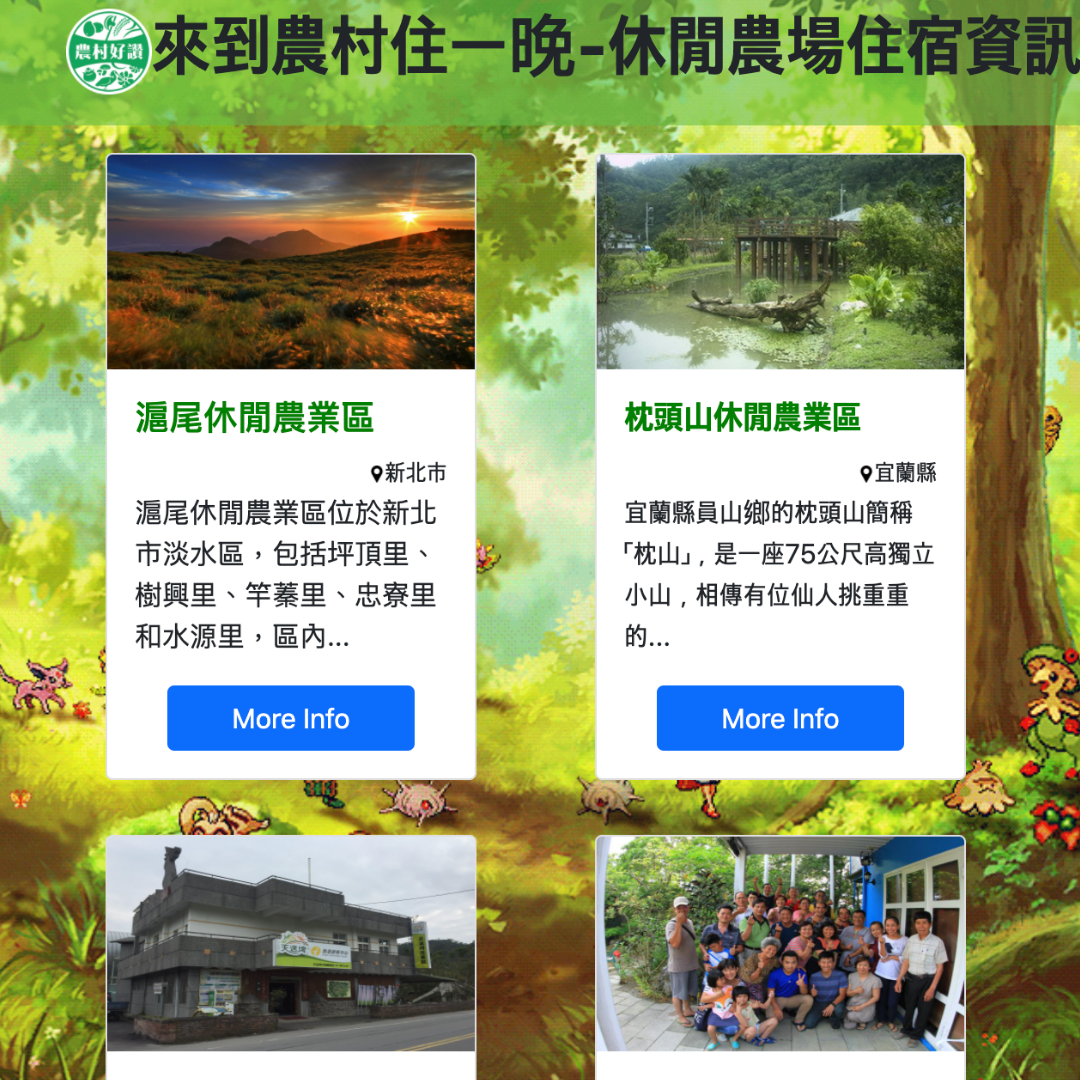 農村好讚
來到農村住一晚-休閒農場住宿資訊
滬尾休閒農業區
新北市
滬尾休閒農業區位於新北
市淡水區，包括坪頂里、
樹興里、竿蓁里、忠寮里
和水源里，區內...
More Info
枕頭山休閒農業區
宜蘭縣
宜蘭縣員山鄉的枕頭山簡稱
「枕山」，是一座75公尺高獨立
小山，相傳有位仙人挑重重
的...
More Info
天送埤